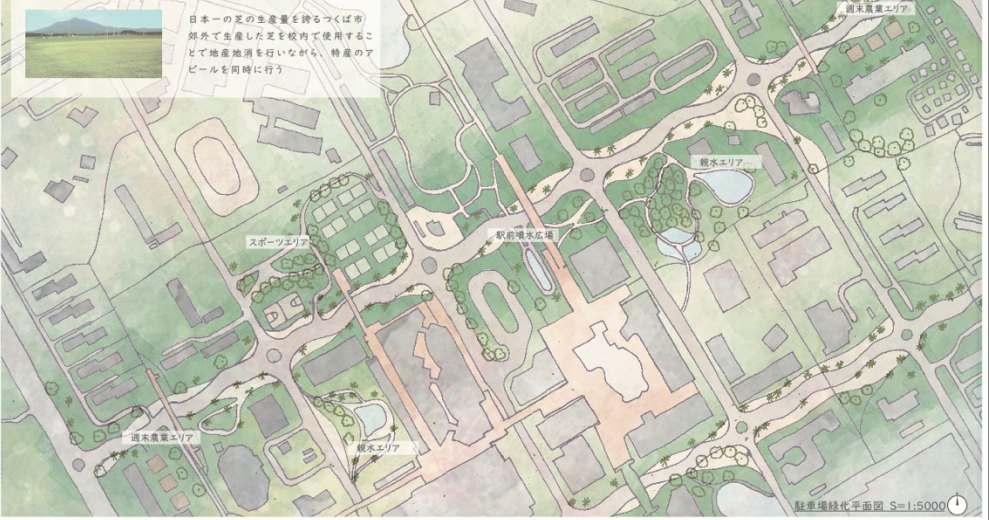 日本一の芝の生産量を誇るつくば市
郊外で生産した芝を校内で使用するこ
とで地産地消を行いながら、特産のア
ピールを同時に行う
週末農業エリア
親水エリア
駅前噴水広場
スポーツエリア
週末農業エリア
親水エリア
駐車場緑化平面図 S=1:5000